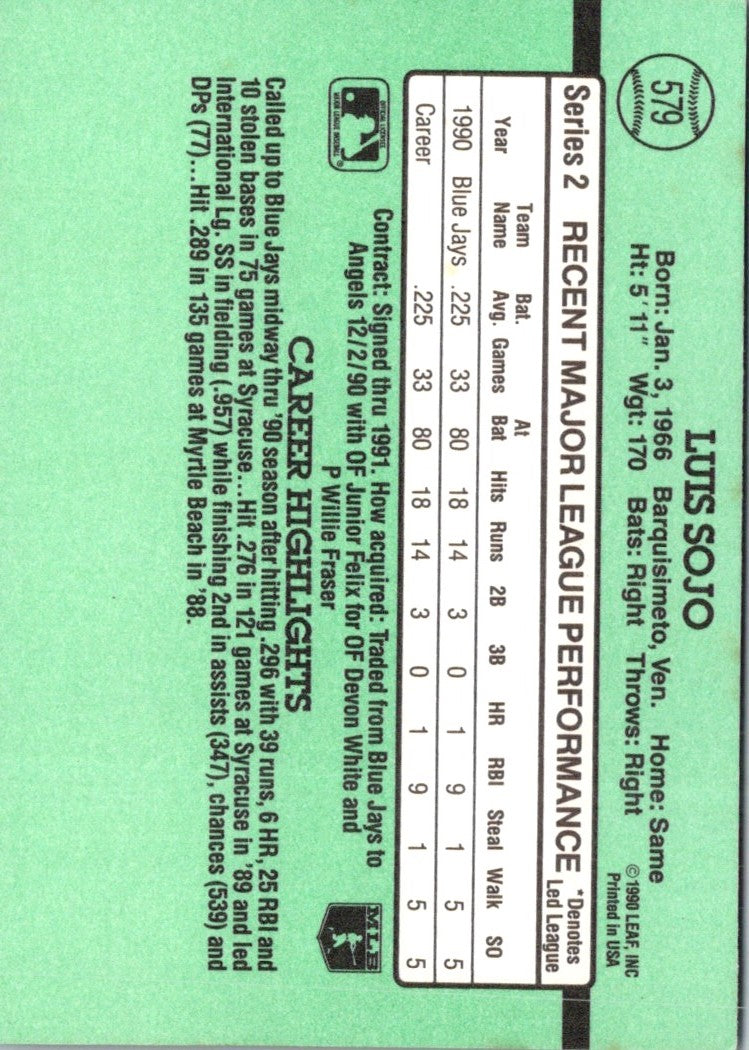 579
LUIS SOJO
Born: Jan. 3, 1966 Barquisimeto, Ven. Home: Same
Ht: 5'11" Wgt: 170 Bats: Right Throws: Right
©1990 LEAF, INC
Printed in USA
Series 2 RECENT MAJOR LEAGUE PERFORMANCE *Denotes Led League
Year Team Name Bat. Avg. Games At Bat Hits Runs 2B 3B HR RBI Steal Walk SO
1990 Blue Jays .225 33 80 18 14 3 0 1 9 1 5 5
Career .225 33 80 18 14 3 0 1 9 1 5 5
OFFICIAL LICENSEE
MAJOR LEAGUE BASEBALL
®
Contract: Signed thru 1991. How acquired: Traded from Blue Jays to
Angels 12/2/90 with OF Junior Felix for OF Devon White and
P Willie Fraser
MLB
CAREER HIGHLIGHTS
Called up to Blue Jays midway thru '90 season after hitting .296 with 39 runs, 6 HR, 25 RBI and
10 stolen bases in 75 games at Syracuse...Hit .276 in 121 games at Syracuse in '89 and led
International Lg. SS in fielding (.957) while finishing 2nd in assists (347), chances (539) and
DPs (77)...Hit .289 in 135 games at Myrtle Beach in '88.